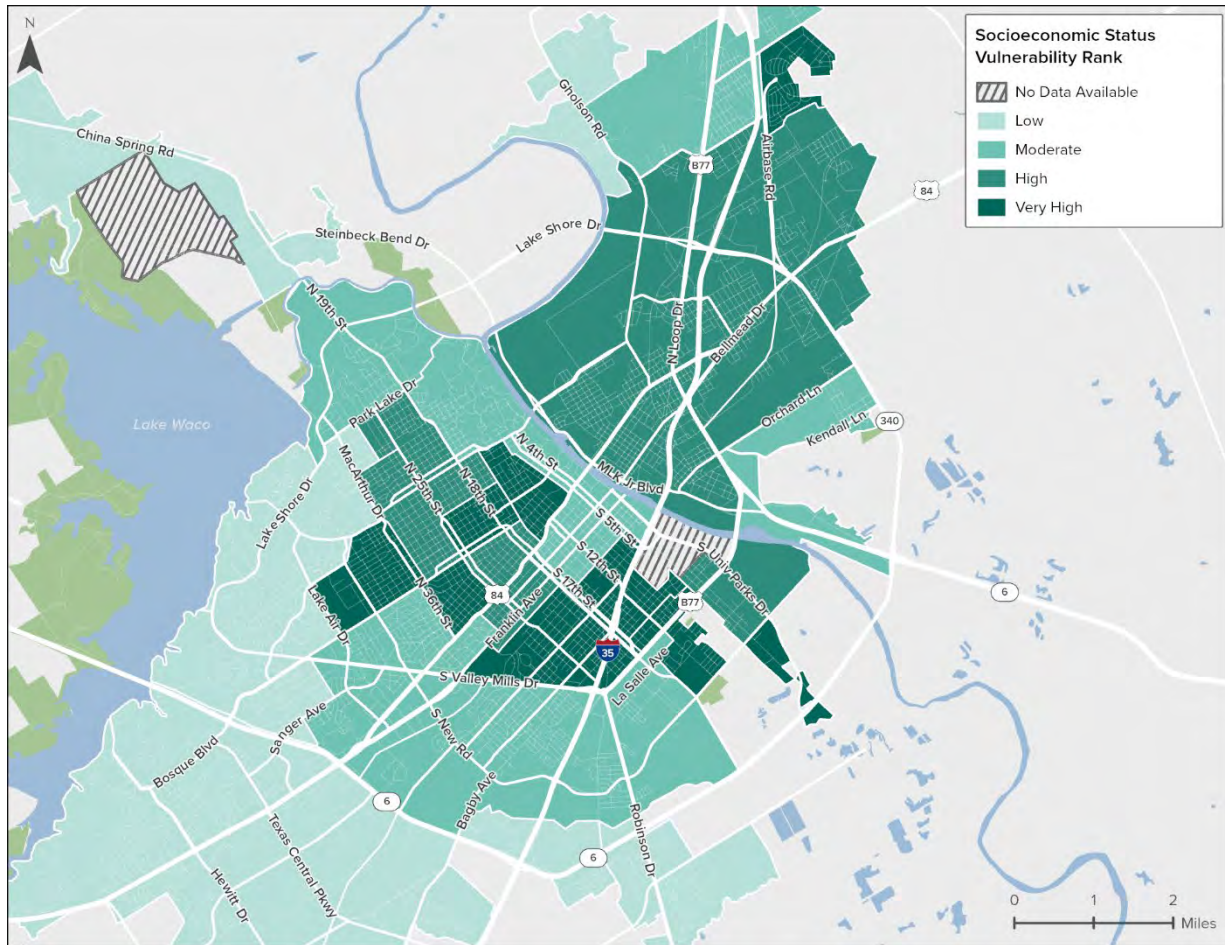 N
Socioeconomic Status
Vulnerability Rank
No Data Available
Low
Moderate
High
Very High
China Spring Rd
Gholson Rd
B77
Airbase Rd
84
Steinbeck Bend Dr
Lake Shore Dr
N 19th St
N Loop Dr
Bellmead Dr
Park Lake Dr
Orchard Ln
Kendall Ln
340
Lake Waco
MacArthur Dr
N 25th St
N 18th St
N 4th St
MLK Jr Blvd
Lake Shore Dr
S 5th St
S 12th St
S Univ Parks Dr
S 17th St
Lake Air Dr
N 36th St
84
Franklin Ave
B77
6
35
La Salle Ave
S Valley Mills Dr
Sanger Ave
S New Rd
Bosque Blvd
6
Bagby Ave
Texas Central Pkwy
Robinson Dr
6
Hewitt Dr
0 1 2
Miles